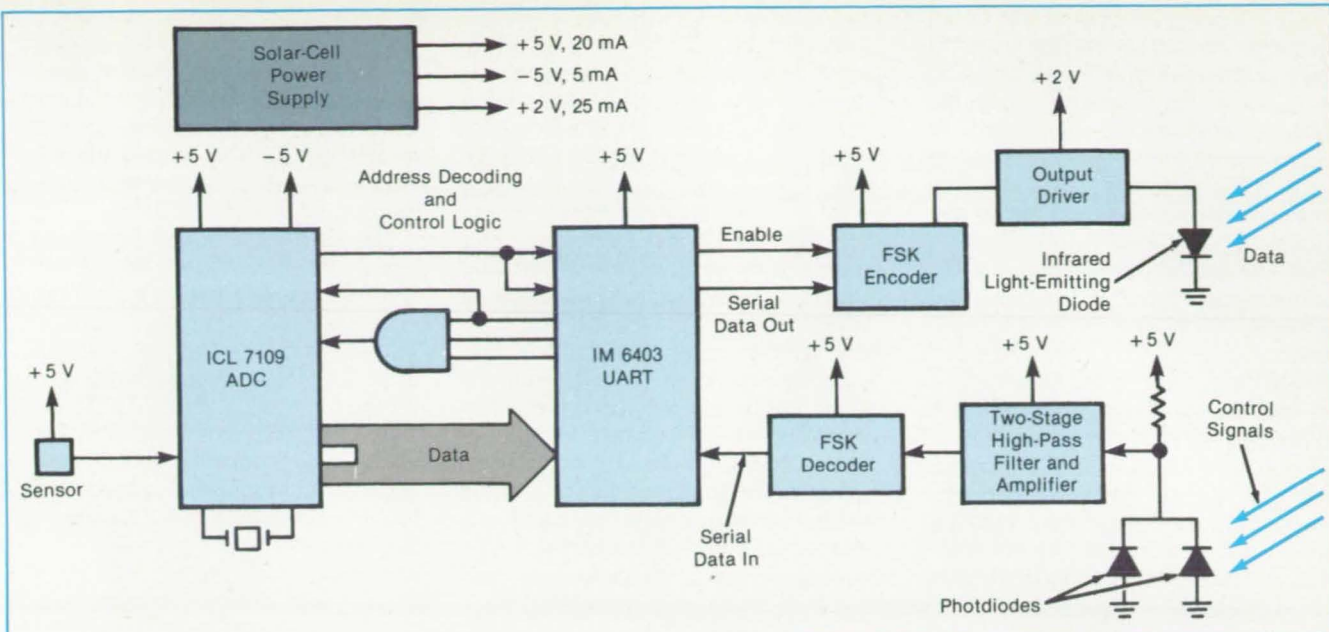 Solar-Cell
Power
Supply
+ 5 V, 20 mA
− 5 V, 5 mA
+ 2 V, 25 mA
+ 5 V
− 5 V
Address Decoding
and
Control Logic
+ 5 V
+ 5 V
+ 2 V
Output
Driver
Enable
FSK
Encoder
Serial
Data Out
Infrared
Light-Emitting
Diode
Data
ICL 7109
ADC
IM 6403
UART
+ 5 V
Sensor
Data
+ 5 V
FSK
Decoder
Serial
Data In
+ 5 V
Two-Stage
High-Pass
Filter and
Amplifier
+ 5 V
Control
Signals
Photdiodes